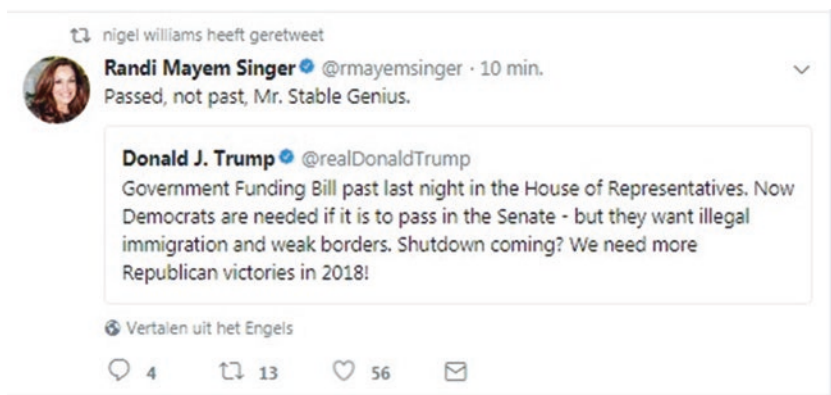 nigel williams heeft geretweet
Randi Mayem Singer @rmayemsinger · 10 min.
Passed, not past, Mr. Stable Genius.
Donald J. Trump @realDonaldTrump
Government Funding Bill past last night in the House of Representatives. Now
Democrats are needed if it is to pass in the Senate - but they want illegal
immigration and weak borders. Shutdown coming? We need more
Republican victories in 2018!
Vertalen uit het Engels
4 13 56